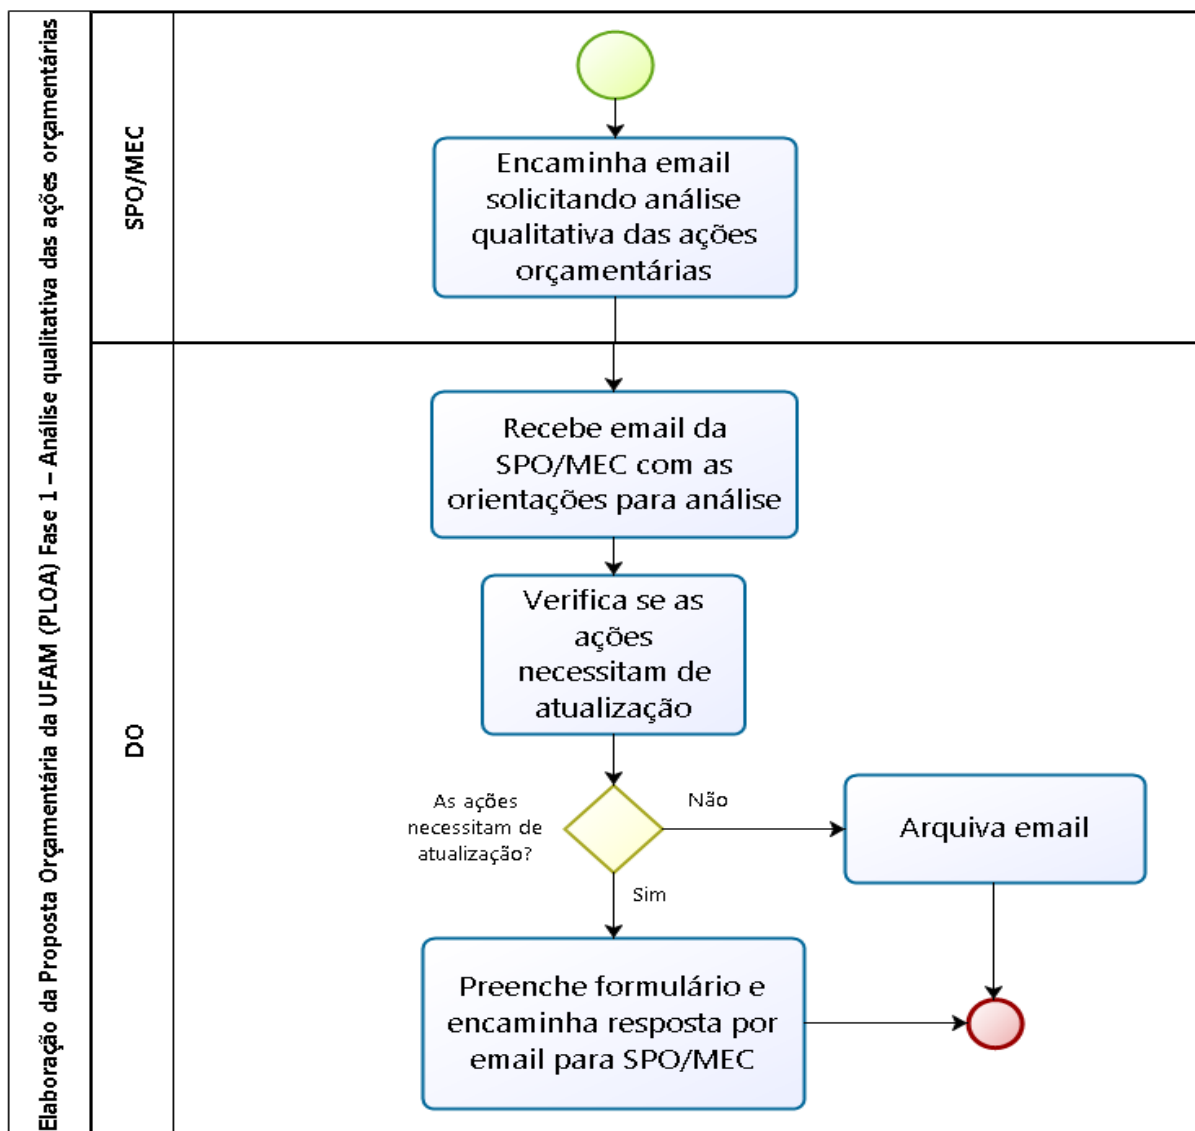 Elaboração da Proposta Orçamentária da UFAM (PLOA) Fase 1 – Análise qualitativa das ações orçamentárias
SPO/MEC
Encaminha email
solicitando análise
qualitativa das ações
orçamentárias
DO
Recebe email da
SPO/MEC com as
orientações para análise
Verifica se as
ações
necessitam de
atualização
As ações
necessitam de
atualização?
Não
Arquiva email
Sim
Preenche formulário e
encaminha resposta por
email para SPO/MEC